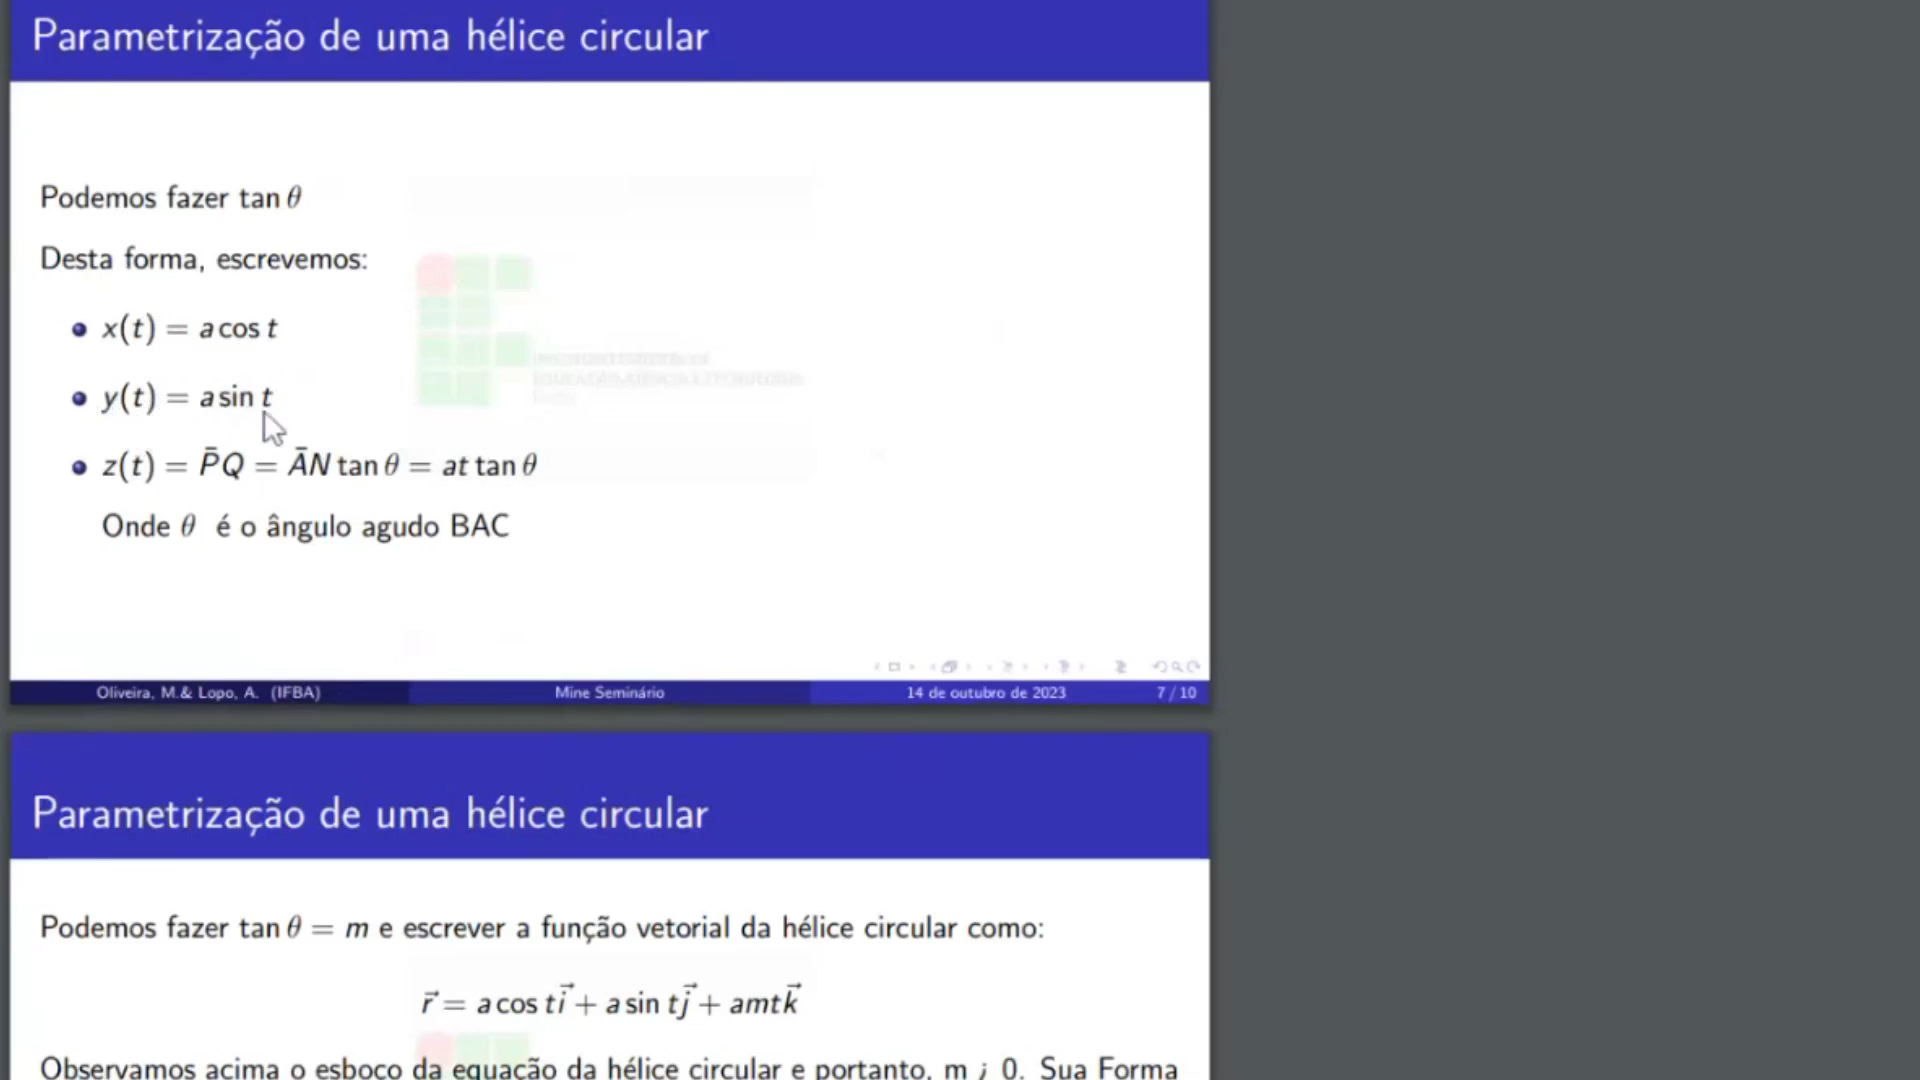 Parametrização de uma hélice circular
Podemos fazer tan θ
Desta forma, escrevemos:
x(t) = a cos t
y(t) = a sin t
z(t) = P̄Q = ĀN tan θ = at tan θ
Onde θ é o ângulo agudo BAC
Oliveira, M.& Lopo, A. (IFBA) Mine Seminário 14 de outubro de 2023 7 / 10
Parametrização de uma hélice circular
Podemos fazer tan θ = m e escrever a função vetorial da hélice circular como:
r⃗ = a cos t i⃗ + a sin t j⃗ + amt k⃗
Observamos acima o esboço da equação da hélice circular e portanto, m ¡ 0. Sua Forma